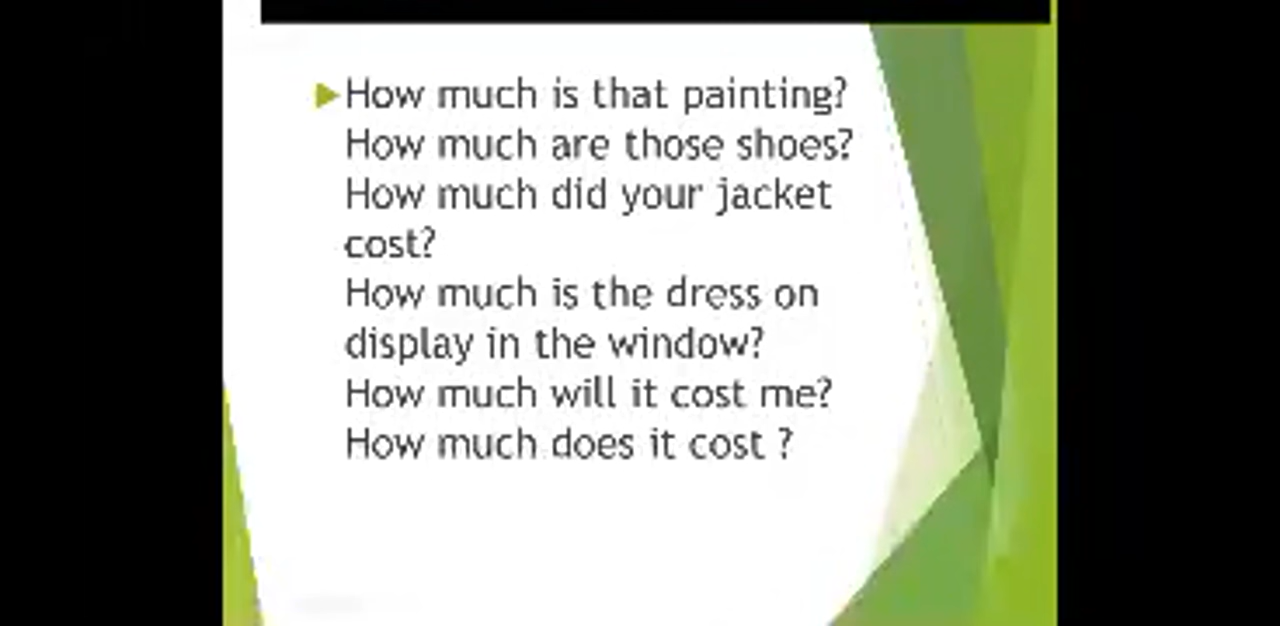 How much is that painting?
How much are those shoes?
How much did your jacket
cost?
How much is the dress on
display in the window?
How much will it cost me?
How much does it cost ?